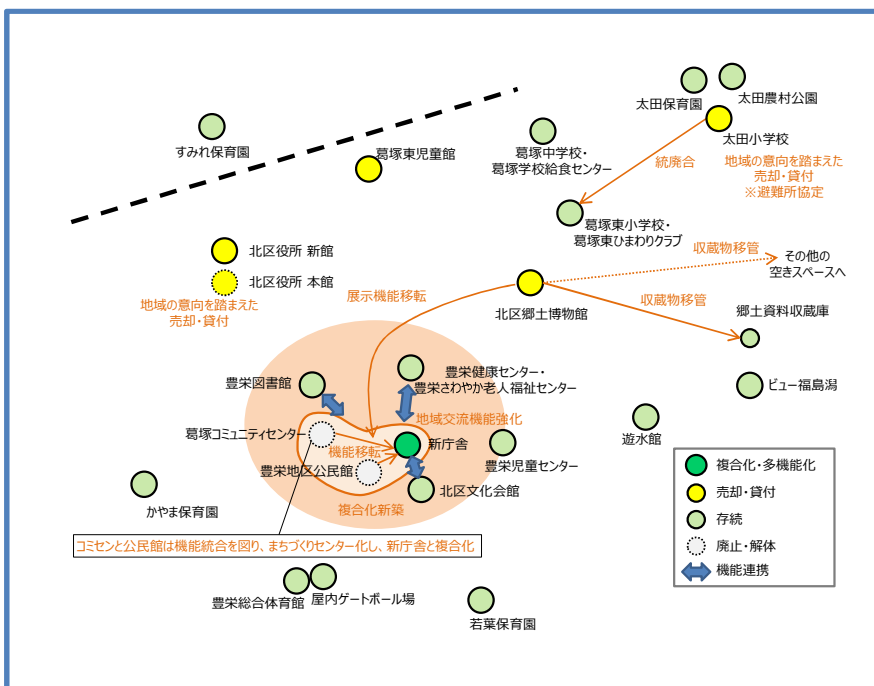 太田保育園
太田農村公園
太田小学校
すみれ保育園
葛塚東児童館
葛塚中学校・
葛塚学校給食センター
統廃合
地域の意向を踏まえた
売却・貸付
※避難所協定
葛塚東小学校・
葛塚東ひまわりクラブ
北区役所 新館
北区役所 本館
地域の意向を踏まえた
売却・貸付
展示機能移転
北区郷土博物館
収蔵物移管
その他の
空きスペースへ
収蔵物移管
郷土資料収蔵庫
豊栄図書館
豊栄健康センター・
豊栄さわやか老人福祉センター
ビュー福島潟
地域交流機能強化
遊水館
葛塚コミュニティセンター
機能移転
新庁舎
豊栄児童センター
豊栄地区公民館
北区文化会館
複合化新築
かやま保育園
コミセンと公民館は機能統合を図り、まちづくりセンター化し、新庁舎と複合化
豊栄総合体育館
屋内ゲートボール場
若葉保育園
複合化・多機能化
売却・貸付
存続
廃止・解体
機能連携